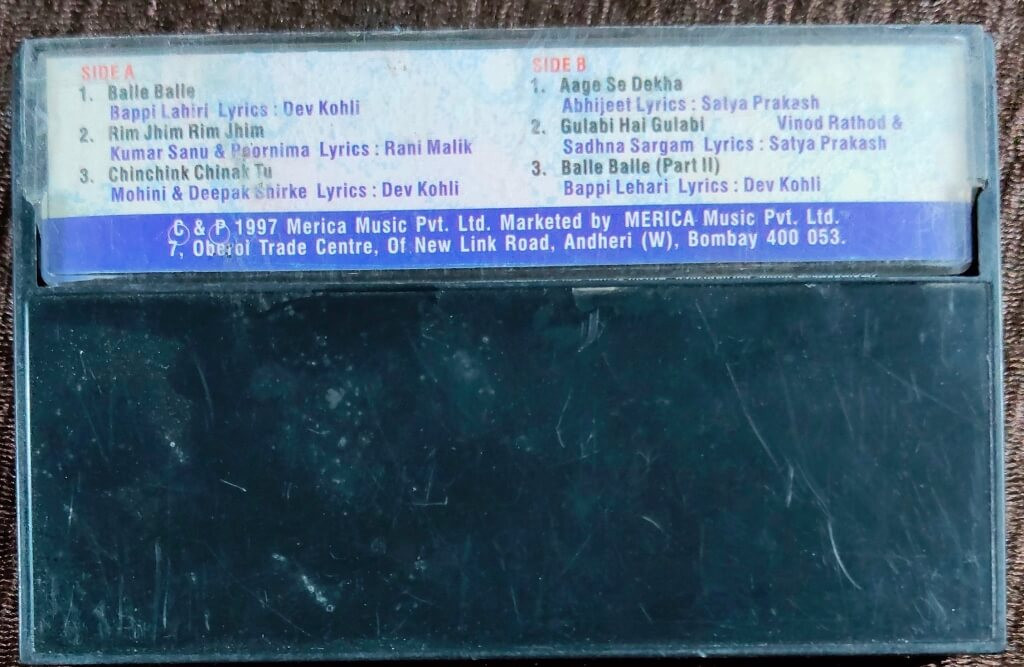 SIDE A
1. Balle Balle
Bappi Lahiri Lyrics : Dev Kohli
2. Rim Jhim Rim Jhim
Kumar Sanu & Poornima Lyrics : Rani Malik
3. Chinchink Chinak Tu
Mohini & Deepak Shirke Lyrics : Dev Kohli
SIDE B
1. Aage Se Dekha
Abhijeet Lyrics : Satya Prakash
2. Gulabi Hai Gulabi Vinod Rathod &
Sadhna Sargam Lyrics : Satya Prakash
3. Balle Balle (Part II)
Bappi Lehari Lyrics : Dev Kohli
© & ℗ 1997 Merica Music Pvt. Ltd. Marketed by MERICA Music Pvt. Ltd.
7, Oberoi Trade Centre, Of New Link Road, Andheri (W), Bombay 400 053.